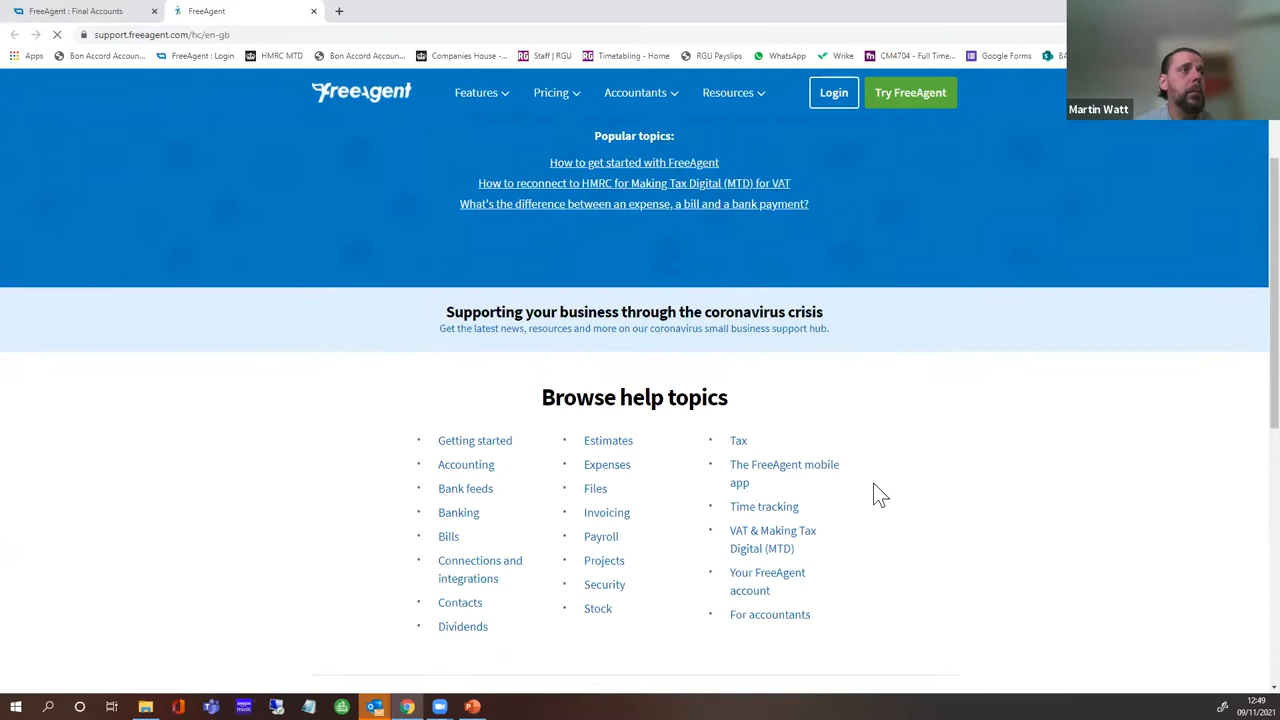 FreeAgent : Final Accounts
FreeAgent
support.freeagent.com/hc/en-gb
Apps
Bon Accord Accoun...
FreeAgent : Login
HMRC MTD
Bon Accord Accoun...
Companies House -...
Staff | RGU
Timetabling - Home
RGU Payslips
WhatsApp
Wrike
CM4704 - Full Time...
Google Forms
Martin Watt
freeagent
Features
Pricing
Accountants
Resources
Login
Try FreeAgent
Popular topics:
How to get started with FreeAgent
How to reconnect to HMRC for Making Tax Digital (MTD) for VAT
What's the difference between an expense, a bill and a bank payment?
Supporting your business through the coronavirus crisis
Get the latest news, resources and more on our coronavirus small business support hub.
Browse help topics
Getting started
Accounting
Bank feeds
Banking
Bills
Connections and
integrations
Contacts
Dividends
Estimates
Expenses
Files
Invoicing
Payroll
Projects
Security
Stock
Tax
The FreeAgent mobile
app
Time tracking
VAT & Making Tax
Digital (MTD)
Your FreeAgent
account
For accountants
12:49
09/11/2021